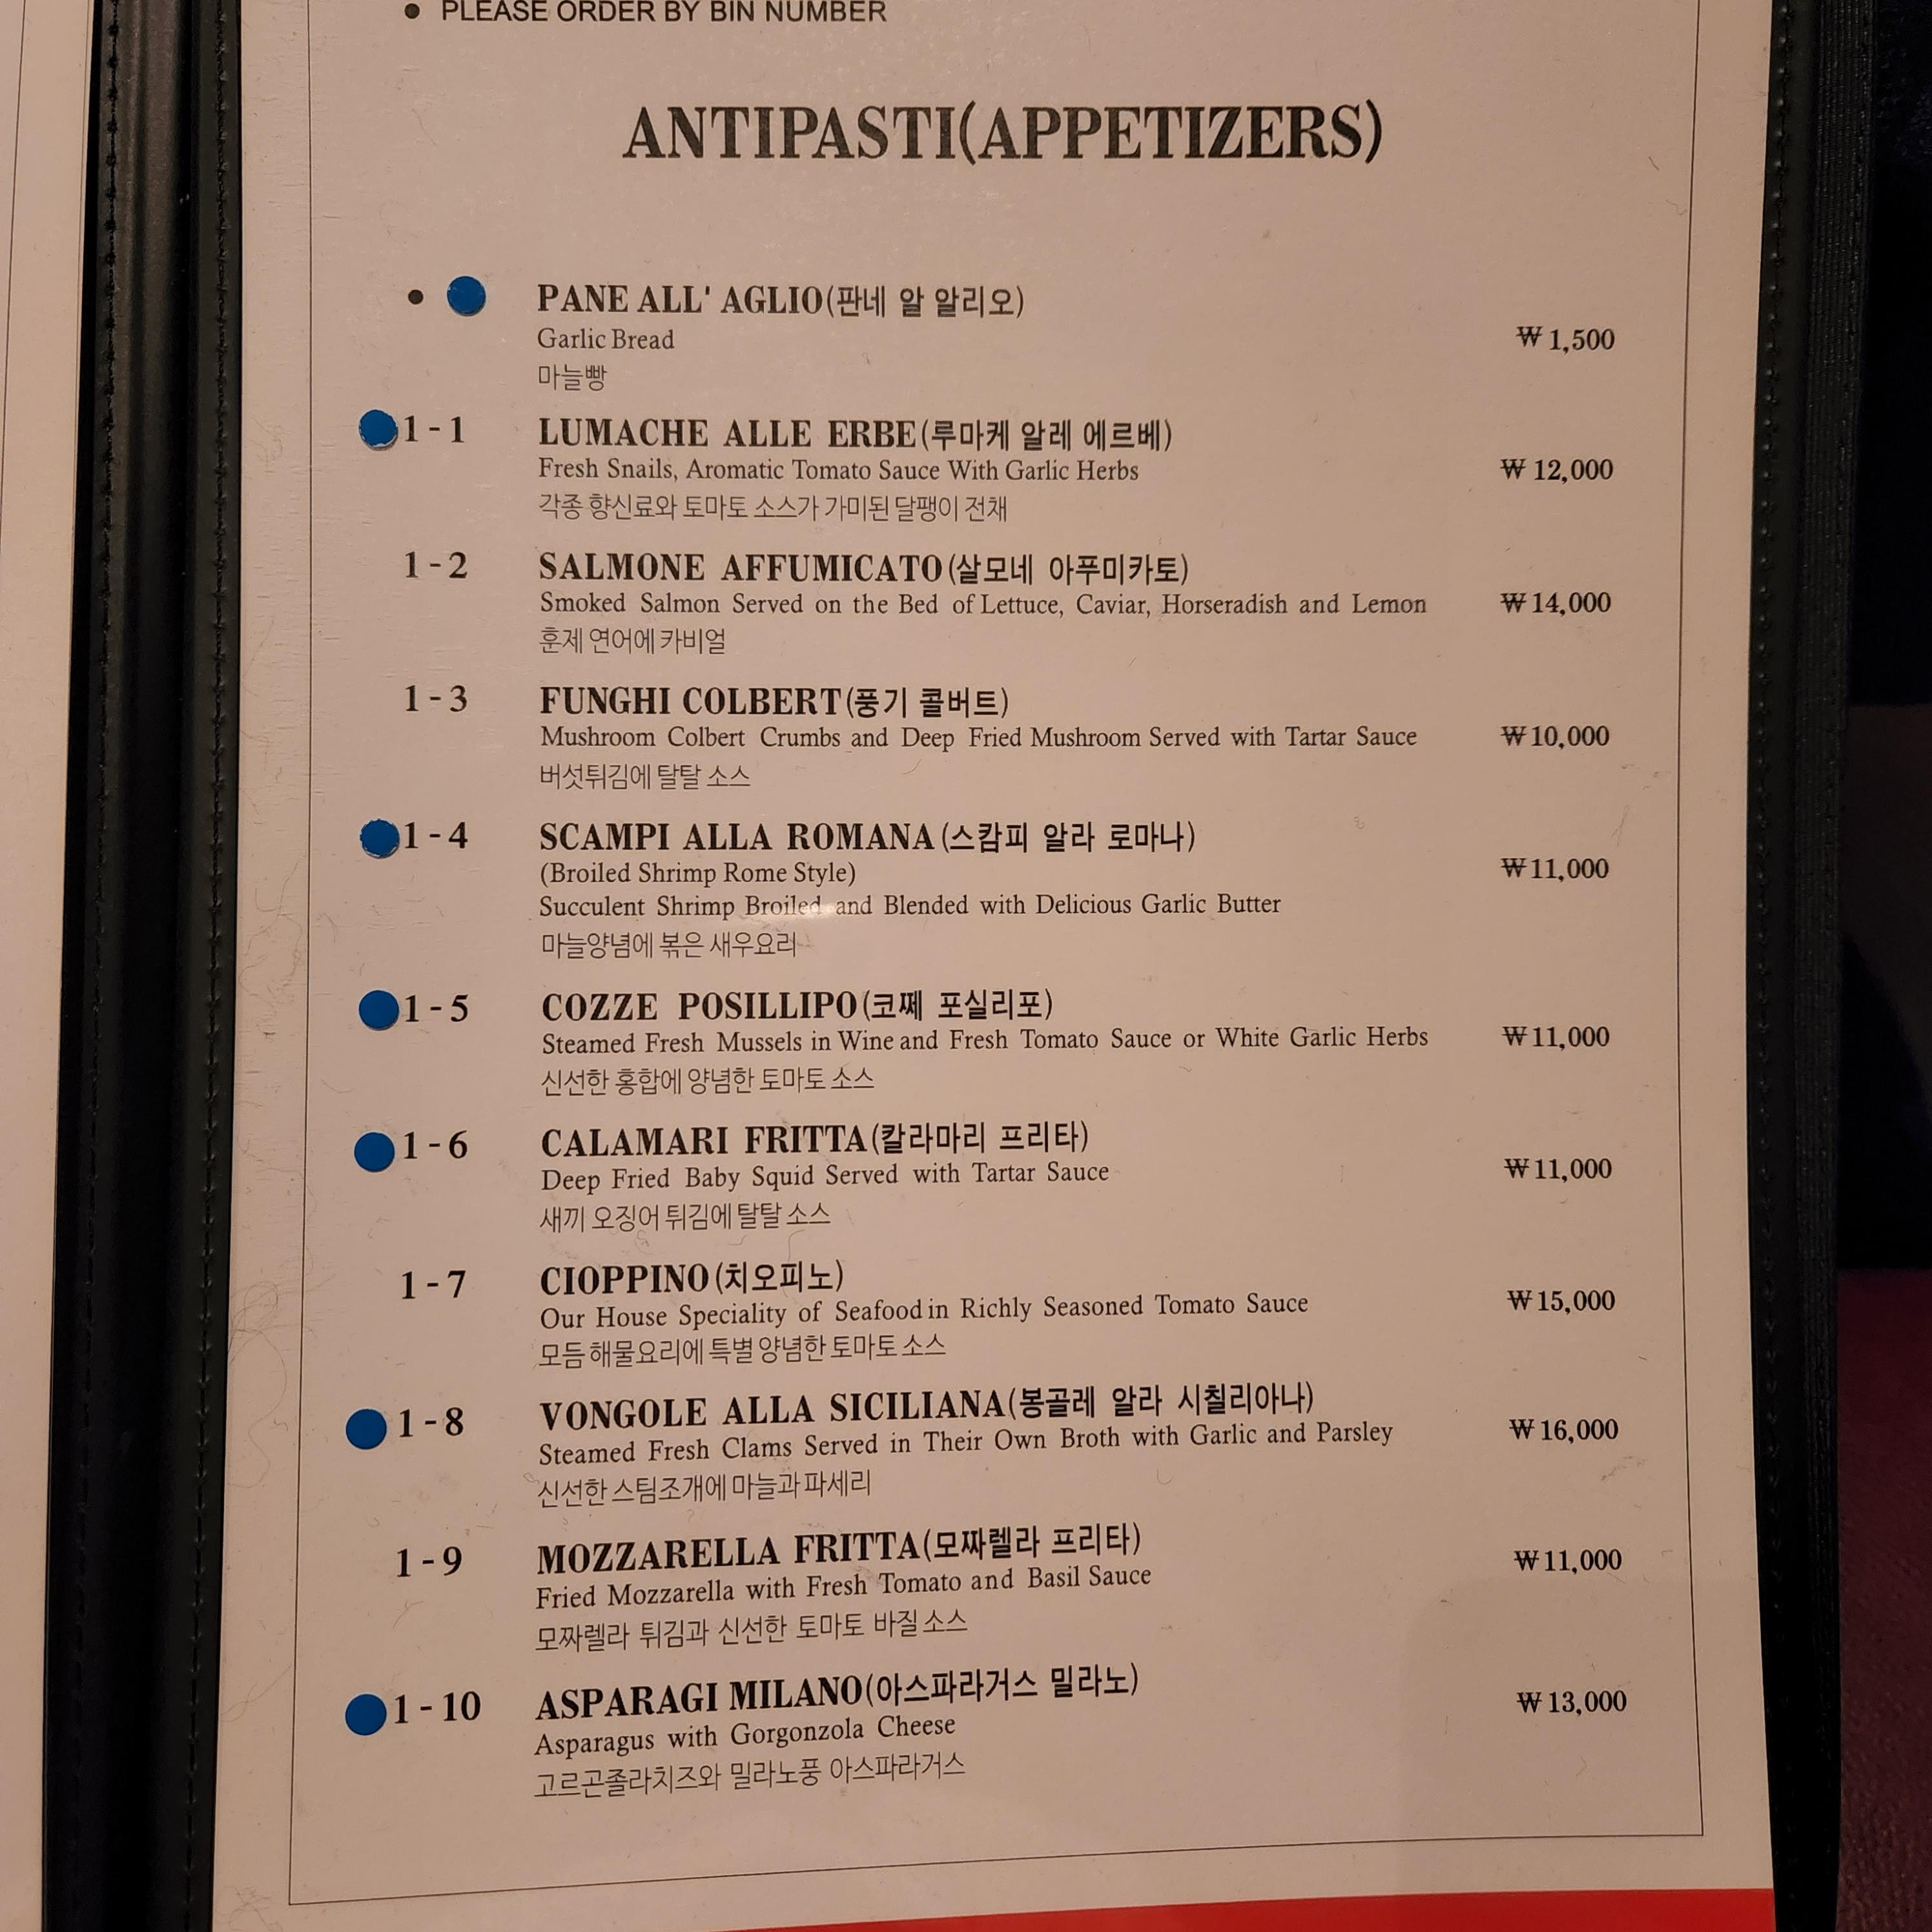 • PLEASE ORDER BY BIN NUMBER
ANTIPASTI(APPETIZERS)
• PANE ALL' AGLIO(판네 알 알리오)
Garlic Bread ₩ 1,500
마늘빵
1-1 LUMACHE ALLE ERBE(루마케 알레 에르베)
Fresh Snails, Aromatic Tomato Sauce With Garlic Herbs ₩ 12,000
각종 향신료와 토마토 소스가 가미된 달팽이 전채
1-2 SALMONE AFFUMICATO(살모네 아푸미카토)
Smoked Salmon Served on the Bed of Lettuce, Caviar, Horseradish and Lemon ₩ 14,000
훈제 연어에 카비얼
1-3 FUNGHI COLBERT(풍기 콜버트)
Mushroom Colbert Crumbs and Deep Fried Mushroom Served with Tartar Sauce ₩ 10,000
버섯튀김에 탈탈 소스
1-4 SCAMPI ALLA ROMANA(스캄피 알라 로마나)
(Broiled Shrimp Rome Style) ₩ 11,000
Succulent Shrimp Broiled and Blended with Delicious Garlic Butter
마늘양념에 볶은 새우요리
1-5 COZZE POSILLIPO(코쩨 포실리포)
Steamed Fresh Mussels in Wine and Fresh Tomato Sauce or White Garlic Herbs ₩ 11,000
신선한 홍합에 양념한 토마토 소스
1-6 CALAMARI FRITTA(칼라마리 프리타)
Deep Fried Baby Squid Served with Tartar Sauce ₩ 11,000
새끼 오징어 튀김에 탈탈 소스
1-7 CIOPPINO(치오피노)
Our House Speciality of Seafood in Richly Seasoned Tomato Sauce ₩ 15,000
모듬 해물요리에 특별 양념한 토마토 소스
1-8 VONGOLE ALLA SICILIANA(봉골레 알라 시칠리아나)
Steamed Fresh Clams Served in Their Own Broth with Garlic and Parsley ₩ 16,000
신선한 스팀조개에 마늘과 파세리
1-9 MOZZARELLA FRITTA(모짜렐라 프리타)
Fried Mozzarella with Fresh Tomato and Basil Sauce ₩ 11,000
모짜렐라 튀김과 신선한 토마토 바질 소스
1-10 ASPARAGI MILANO(아스파라거스 밀라노)
Asparagus with Gorgonzola Cheese ₩ 13,000
고르곤졸라치즈와 밀라노풍 아스파라거스